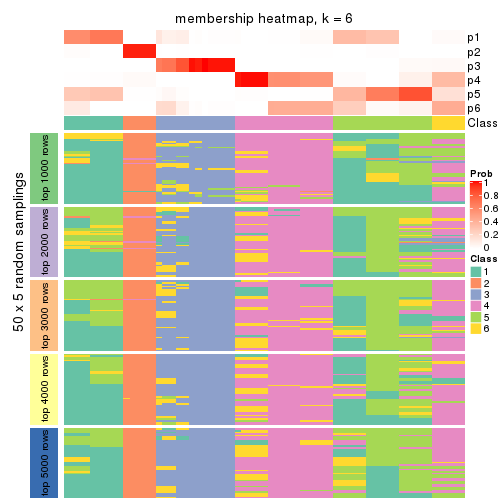 membership heatmap, k = 6
p1
p2
p3
p4
p5
p6
Class
50 x 5 random samplings
top 1000 rows
top 2000 rows
top 3000 rows
top 4000 rows
top 5000 rows
Prob
1
0.8
0.6
0.4
0.2
0
Class
1
2
3
4
5
6